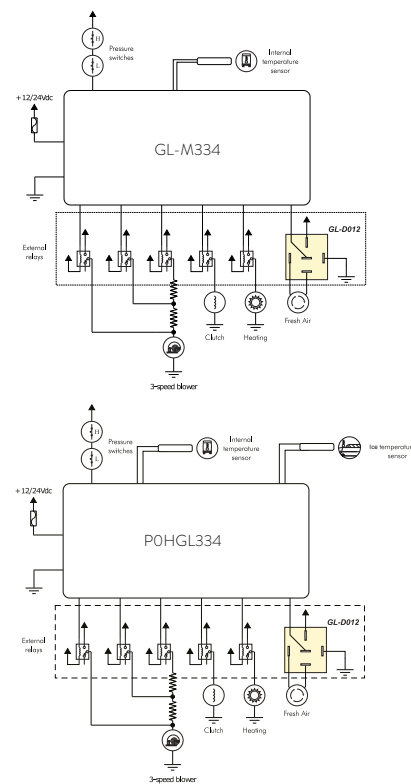 H
L
Pressure
switches
Internal
temperature
sensor
+12/24Vdc
GL-M334
External
relays
GL-D012
Clutch
Heating
Fresh Air
3-speed blower
H
L
Pressure
switches
Internal
temperature
sensor
Ice temperature
sensor
+12/24Vdc
P0HGL334
External
relays
GL-D012
Clutch
Heating
Fresh Air
3-speed blower